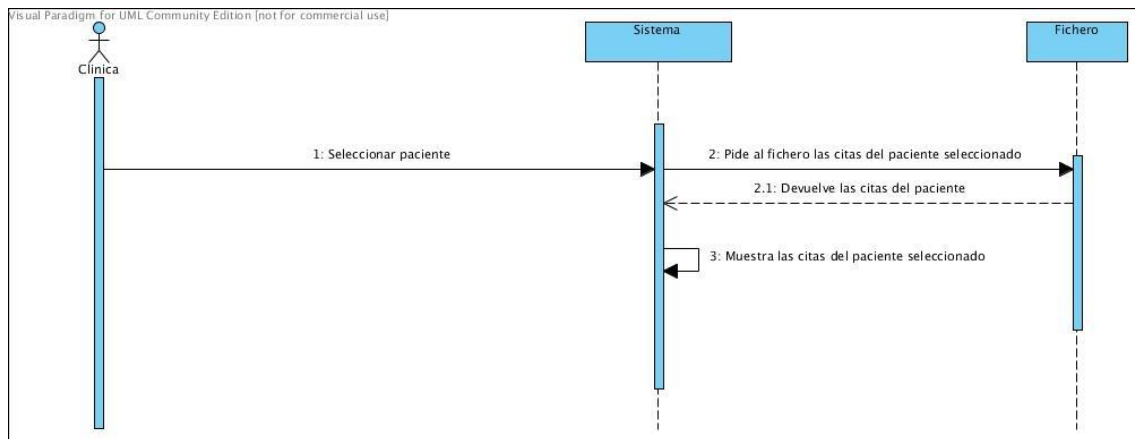 Visual Paradigm for UML Community Edition [not for commercial use]
Sistema
Fichero
Clinica
1: Seleccionar paciente
2: Pide al fichero las citas del paciente seleccionado
2.1: Devuelve las citas del paciente
3: Muestra las citas del paciente seleccionado